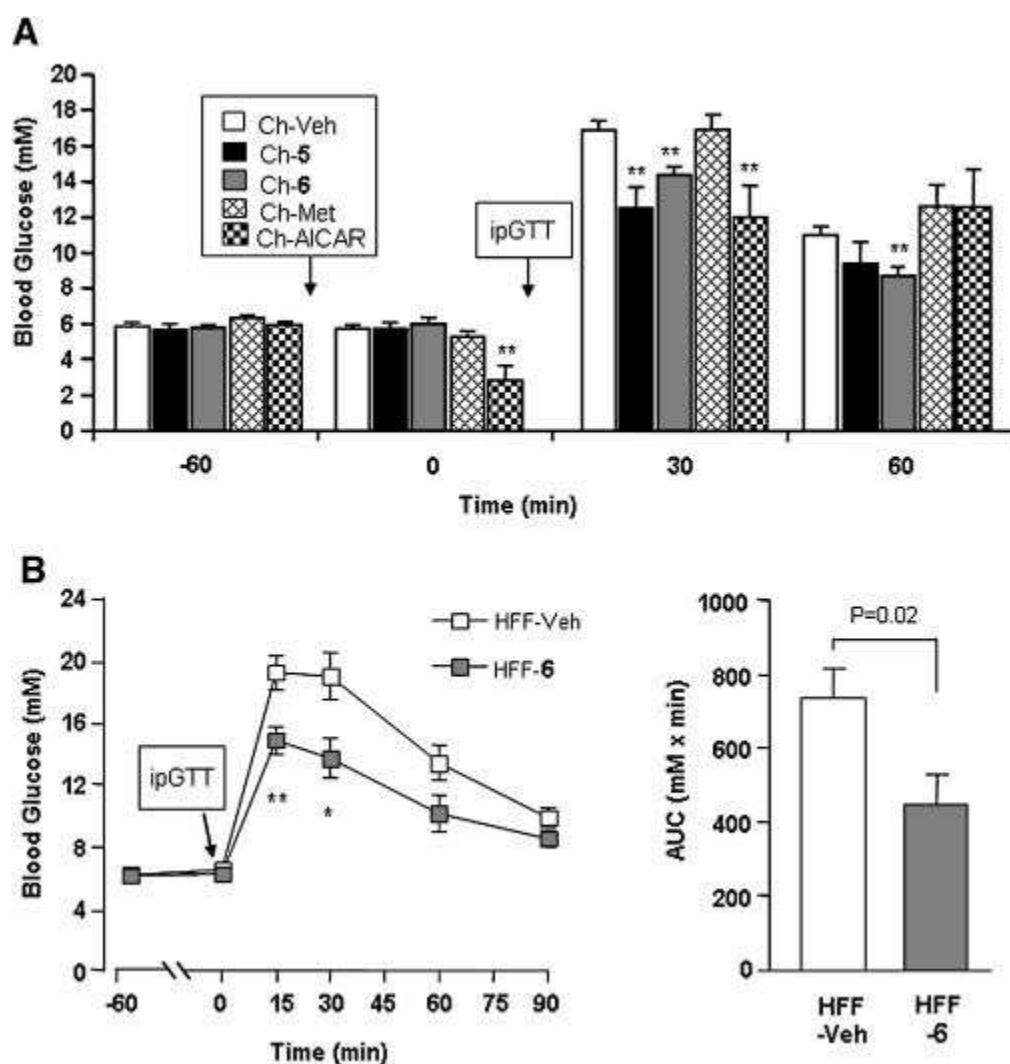 A
Blood Glucose (mM)
20
18
16
14
12
10
8
6
4
2
0
Ch-Veh
Ch-5
Ch-6
Ch-Met
Ch-AICAR
ipGTT
**
**
**
**
**
-60
0
30
60
Time (min)
B
Blood Glucose (mM)
24
20
16
12
8
4
0
HFF-Veh
HFF-6
ipGTT
**
*
-60
0
15
30
45
60
75
90
Time (min)
AUC (mM x min)
1000
800
600
400
200
0
P=0.02
HFF
-Veh
HFF
-6